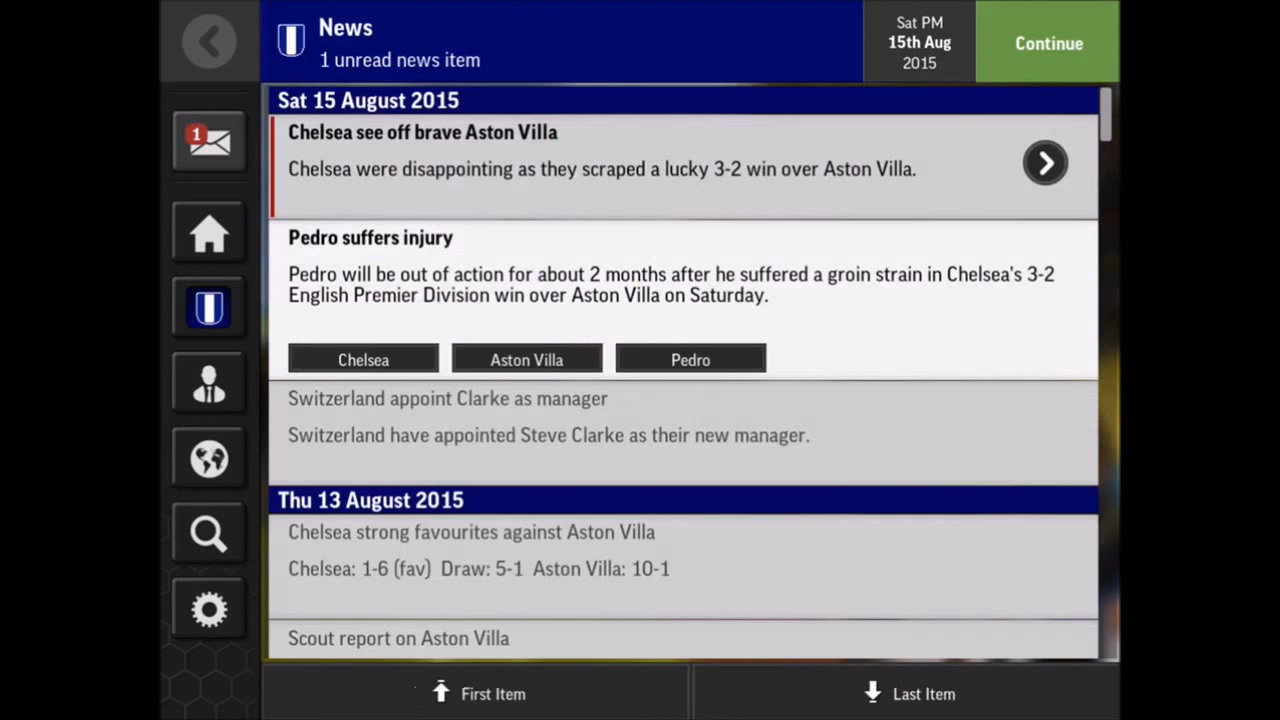 News
1 unread news item
Sat PM
15th Aug
2015
Continue
1
Sat 15 August 2015
Chelsea see off brave Aston Villa
Chelsea were disappointing as they scraped a lucky 3-2 win over Aston Villa.
Pedro suffers injury
Pedro will be out of action for about 2 months after he suffered a groin strain in Chelsea's 3-2
English Premier Division win over Aston Villa on Saturday.
Chelsea Aston Villa Pedro
Switzerland appoint Clarke as manager
Switzerland have appointed Steve Clarke as their new manager.
Thu 13 August 2015
Chelsea strong favourites against Aston Villa
Chelsea: 1-6 (fav) Draw: 5-1 Aston Villa: 10-1
Scout report on Aston Villa
First Item Last Item